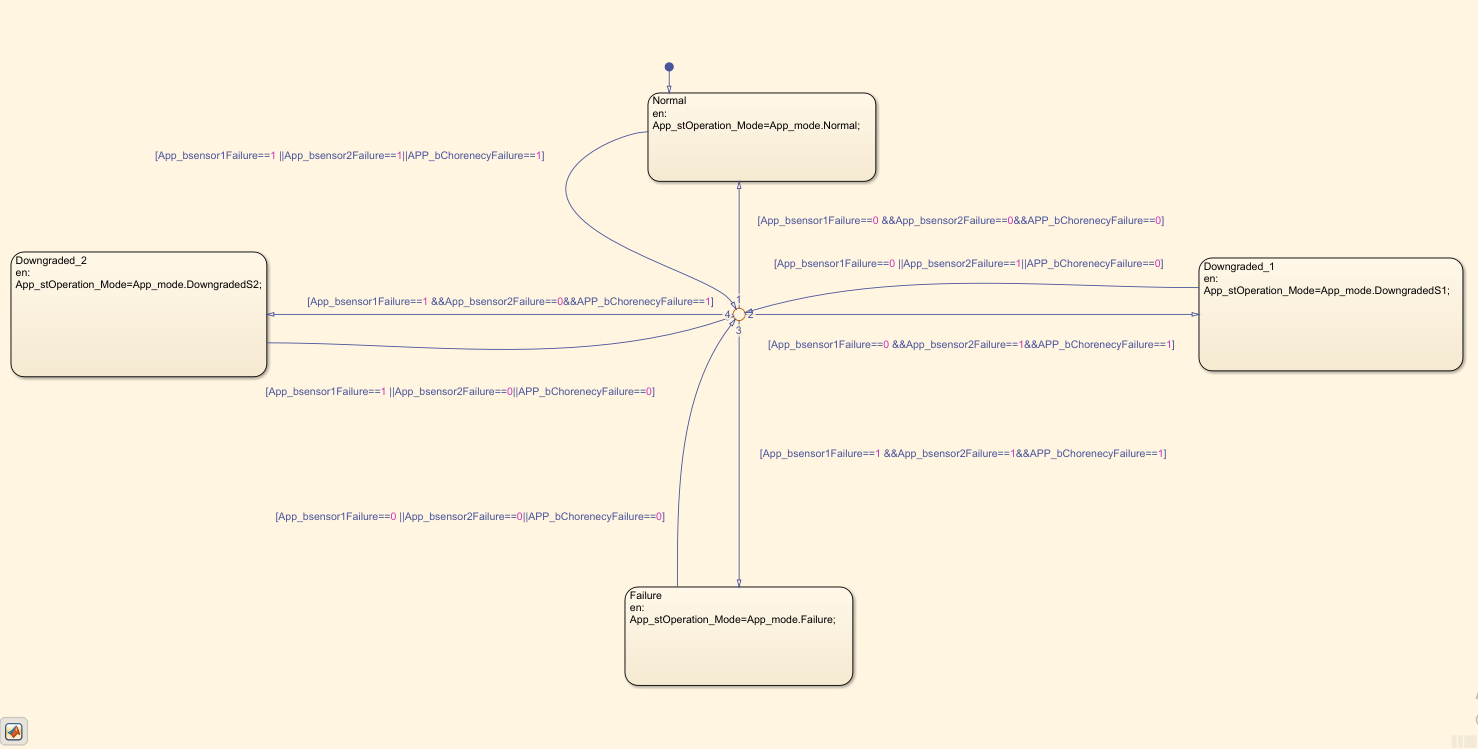 Normal
en:
App_stOperation_Mode=App_mode.Normal;
[App_bsensor1Failure==1 ||App_bsensor2Failure==1||APP_bChorenecyFailure==1]
[App_bsensor1Failure==0 &&App_bsensor2Failure==0&&APP_bChorenecyFailure==0]
[App_bsensor1Failure==0 ||App_bsensor2Failure==1||APP_bChorenecyFailure==0]
Downgraded_2
en:
App_stOperation_Mode=App_mode.DowngradedS2;
Downgraded_1
en:
App_stOperation_Mode=App_mode.DowngradedS1;
[App_bsensor1Failure==1 &&App_bsensor2Failure==0&&APP_bChorenecyFailure==1]
1
4
2
3
[App_bsensor1Failure==0 &&App_bsensor2Failure==1&&APP_bChorenecyFailure==1]
[App_bsensor1Failure==1 ||App_bsensor2Failure==0||APP_bChorenecyFailure==0]
[App_bsensor1Failure==1 &&App_bsensor2Failure==1&&APP_bChorenecyFailure==1]
[App_bsensor1Failure==0 ||App_bsensor2Failure==0||APP_bChorenecyFailure==0]
Failure
en:
App_stOperation_Mode=App_mode.Failure;